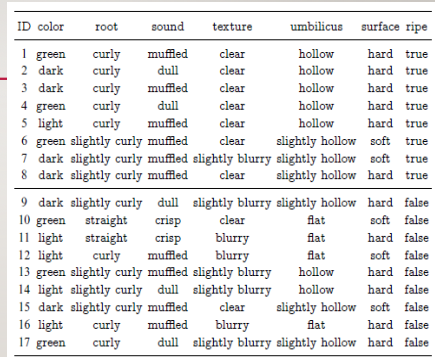 ID color root sound texture umbilicus surface ripe
1 green curly muffled clear hollow hard true
2 dark curly dull clear hollow hard true
3 dark curly muffled clear hollow hard true
4 green curly dull clear hollow hard true
5 light curly muffled clear hollow hard true
6 green slightly curly muffled clear slightly hollow soft true
7 dark slightly curly muffled slightly blurry slightly hollow soft true
8 dark slightly curly muffled clear slightly hollow hard true
9 dark slightly curly dull slightly blurry slightly hollow hard false
10 green straight crisp clear flat soft false
11 light straight crisp blurry flat hard false
12 light curly muffled blurry flat soft false
13 green slightly curly muffled slightly blurry hollow hard false
14 light slightly curly dull slightly blurry hollow hard false
15 dark slightly curly muffled clear slightly hollow soft false
16 light curly muffled blurry flat hard false
17 green curly dull slightly blurry slightly hollow hard false